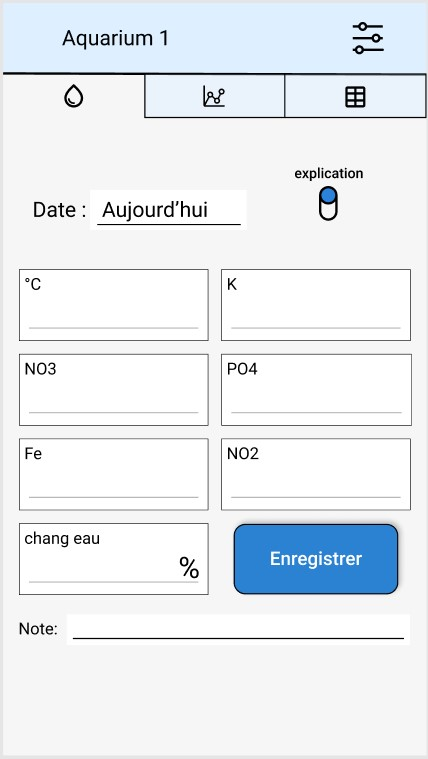 Aquarium 1
explication
Date : Aujourd’hui
°C
K
NO3
PO4
Fe
NO2
chang eau
%
Enregistrer
Note: